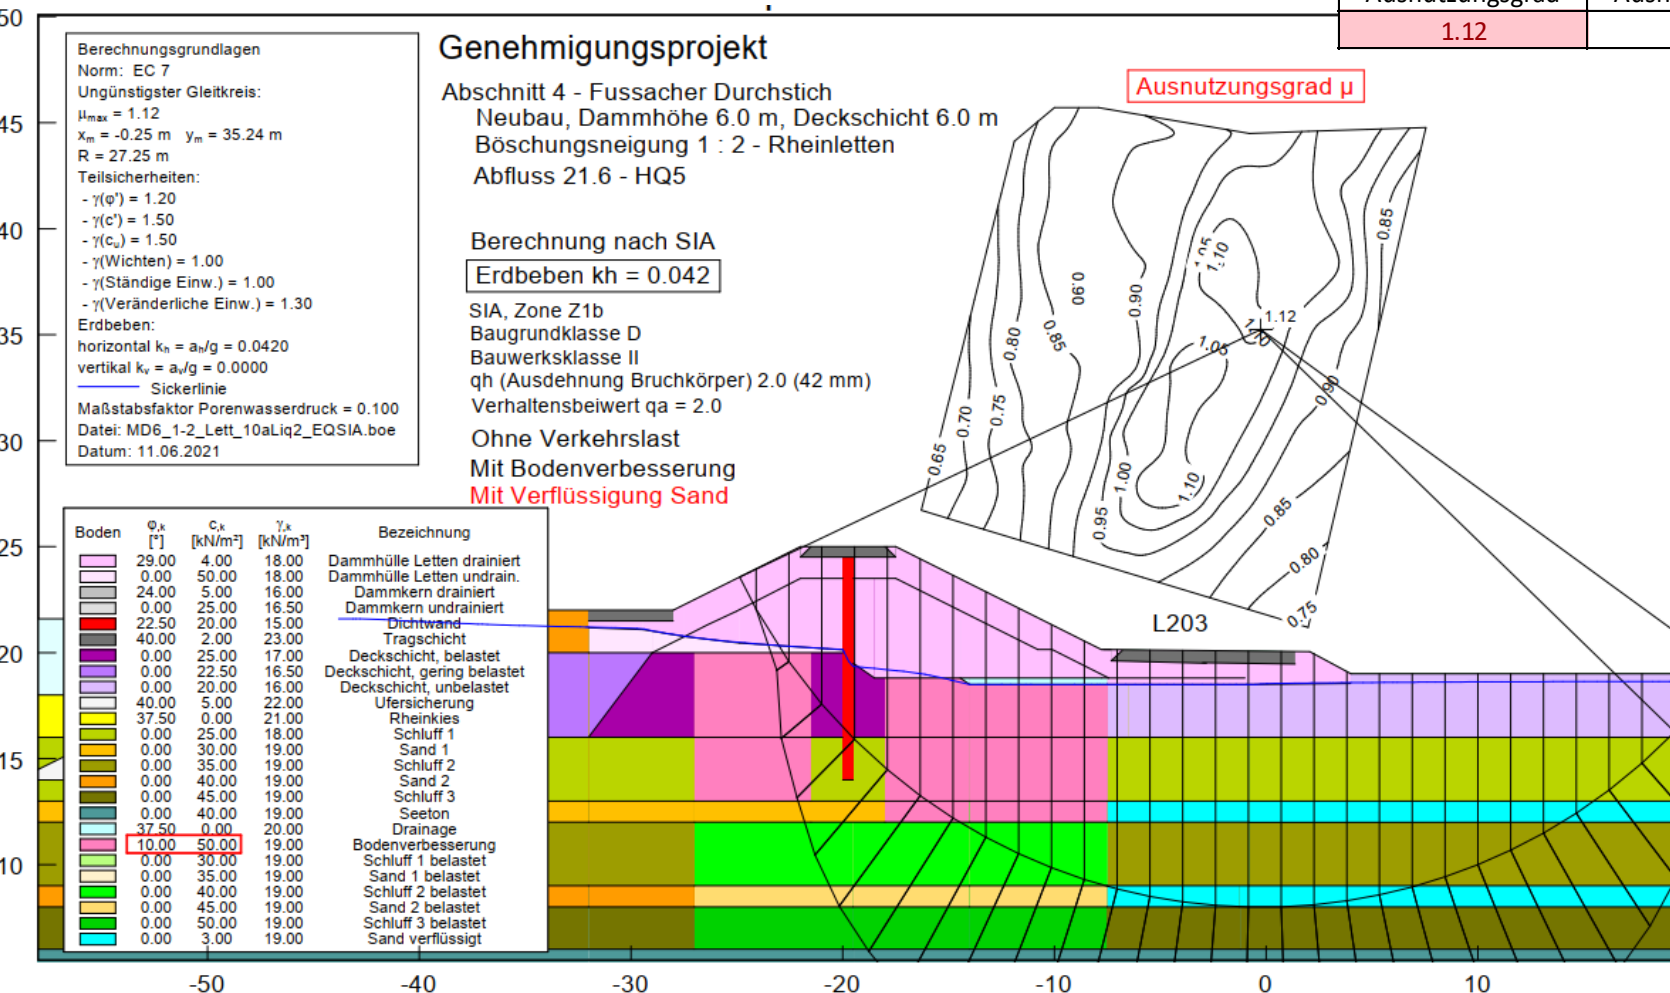 Ausnutzungsgrad
1.12
Berechnungsgrundlagen
Norm: EC 7
Ungünstigster Gleitkreis:
μmax = 1.12
xm = -0.25 m ym = 35.24 m
R = 27.25 m
Teilsicherheiten:
- γ(φ') = 1.20
- γ(c') = 1.50
- γ(cu) = 1.50
- γ(Wichten) = 1.00
- γ(Ständige Einw.) = 1.00
- γ(Veränderliche Einw.) = 1.30
Erdbeben:
horizontal kh = ah/g = 0.0420
vertikal kv = av/g = 0.0000
Sickerlinie
Maßstabsfaktor Porenwasserdruck = 0.100
Datei: MD6_1-2_Lett_10aLiq2_EQSIA.boe
Datum: 11.06.2021
Genehmigungsprojekt
Abschnitt 4 - Fussacher Durchstich
Neubau, Dammhöhe 6.0 m, Deckschicht 6.0 m
Böschungsneigung 1 : 2 - Rheinletten
Abfluss 21.6 - HQ5
Berechnung nach SIA
Erdbeben kh = 0.042
SIA, Zone Z1b
Baugrundklasse D
Bauwerksklasse II
qh (Ausdehnung Bruchkörper) 2.0 (42 mm)
Verhaltensbeiwert qa = 2.0
Ohne Verkehrslast
Mit Bodenverbesserung
Mit Verflüssigung Sand
Ausnutzungsgrad μ
0.85
1.05
1.10
0.90
0.90
1.12
0.80
0.85
1.05
0.90
0.70
0.75
0.65
1.00
1.10
0.95
0.85
0.80
0.75
L203
Boden φ,k [°] c,k [kN/m²] γ,k [kN/m³] Bezeichnung
29.00 4.00 18.00 Dammhülle Letten drainiert
0.00 50.00 18.00 Dammhülle Letten undrain.
24.00 5.00 16.00 Dammkern drainiert
0.00 25.00 16.50 Dammkern undrainiert
22.50 20.00 15.00 Dichtwand
40.00 2.00 23.00 Tragschicht
0.00 25.00 17.00 Deckschicht, belastet
0.00 22.50 16.50 Deckschicht, gering belastet
0.00 20.00 16.00 Deckschicht, unbelastet
40.00 5.00 22.00 Ufersicherung
37.50 0.00 21.00 Rheinkies
0.00 25.00 18.00 Schluff 1
0.00 30.00 19.00 Sand 1
0.00 35.00 19.00 Schluff 2
0.00 40.00 19.00 Sand 2
0.00 45.00 19.00 Schluff 3
0.00 40.00 19.00 Seeton
37.50 0.00 20.00 Drainage
10.00 50.00 19.00 Bodenverbesserung
0.00 30.00 19.00 Schluff 1 belastet
0.00 35.00 19.00 Sand 1 belastet
0.00 40.00 19.00 Schluff 2 belastet
0.00 45.00 19.00 Sand 2 belastet
0.00 50.00 19.00 Schluff 3 belastet
0.00 3.00 19.00 Sand verflüssigt
50
45
40
35
30
25
20
15
10
-50 -40 -30 -20 -10 0 10